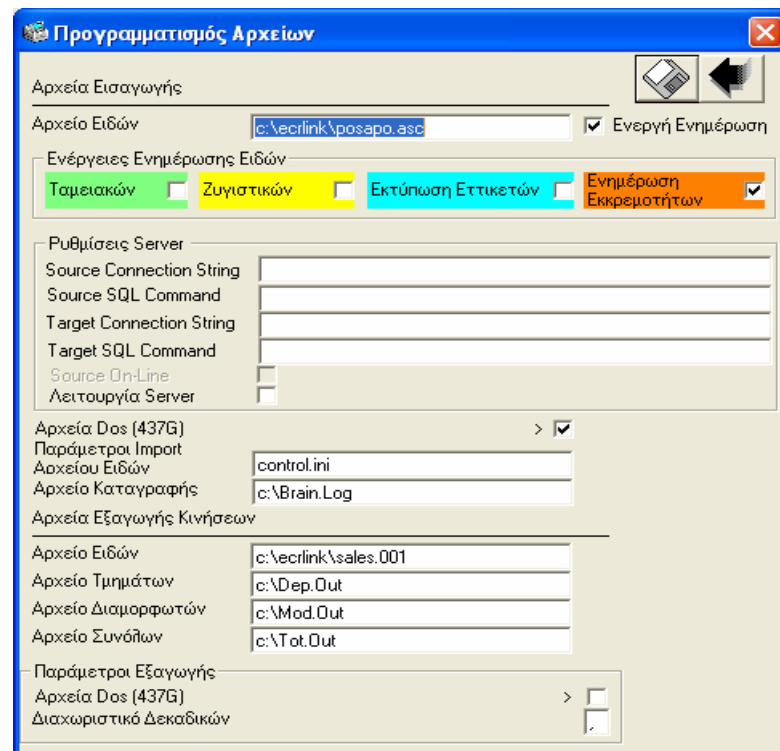 Προγραμματισμός Αρχείων
Αρχεία Εισαγωγής
Αρχείο Ειδών c:\ecrlink\posapo.asc Ενεργή Ενημέρωση
Ενέργειες Ενημέρωσης Ειδών
Ταμειακών Ζυγιστικών Εκτύπωση Εττικετών Ενημέρωση
Εκκρεμοτήτων
Ρυθμίσεις Server
Source Connection String
Source SQL Command
Target Connection String
Target SQL Command
Source On-Line
Λειτουργία Server
Αρχεία Dos (437G) >
Παράμετροι Import
Αρχείου Ειδών control.ini
Αρχείο Καταγραφής c:\Brain.Log
Αρχεία Εξαγωγής Κινήσεων
Αρχείο Ειδών c:\ecrlink\sales.001
Αρχείο Τμημάτων c:\Dep.Out
Αρχείο Διαμορφωτών c:\Mod.Out
Αρχείο Συνόλων c:\Tot.Out
Παράμετροι Εξαγωγής
Αρχεία Dos (437G) >
Διαχωριστικό Δεκαδικών ,